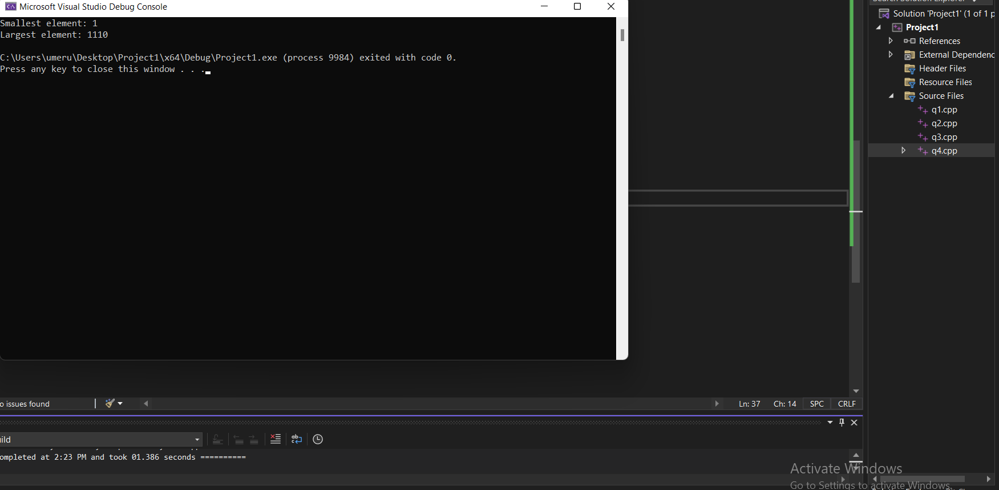 Microsoft Visual Studio Debug Console
Smallest element: 1
Largest element: 1110
C:\Users\umeru\Desktop\Project1\x64\Debug\Project1.exe (process 9984) exited with code 0.
Press any key to close this window . . .
Search Solution Explorer
Solution 'Project1' (1 of 1 p
Project1
References
External Dependenc
Header Files
Resource Files
Source Files
q1.cpp
q2.cpp
q3.cpp
q4.cpp
o issues found
Ln: 37 Ch: 14 SPC CRLF
ild
ompleted at 2:23 PM and took 01.386 seconds ==========
Activate Windows
Go to Settings to activate Windows.